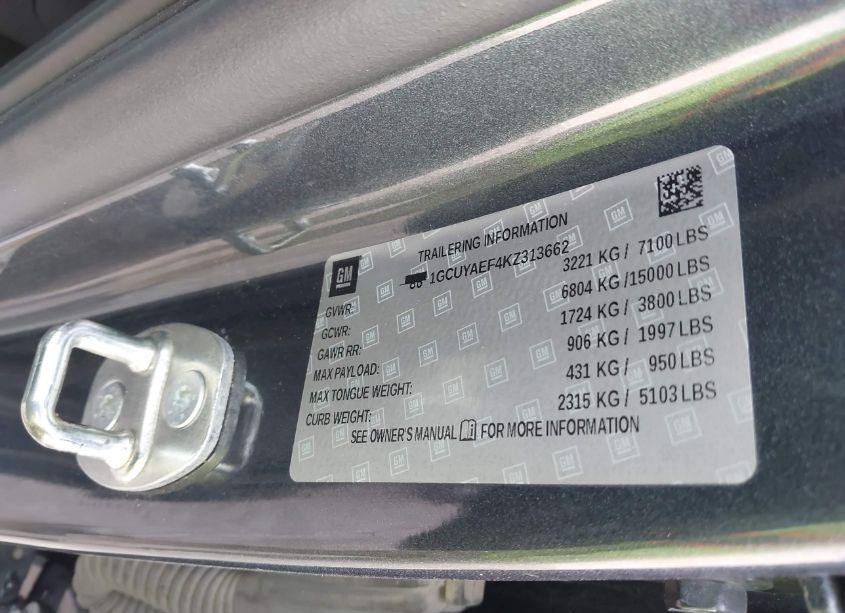 GM
TRAILERING INFORMATION
1GCUYAEF4KZ313662
GVWR: 3221 KG / 7100 LBS
GCWR: 6804 KG /15000 LBS
GAWR RR: 1724 KG / 3800 LBS
MAX PAYLOAD: 906 KG / 1997 LBS
MAX TONGUE WEIGHT: 431 KG / 950 LBS
CURB WEIGHT: 2315 KG / 5103 LBS
SEE OWNER'S MANUAL FOR MORE INFORMATION